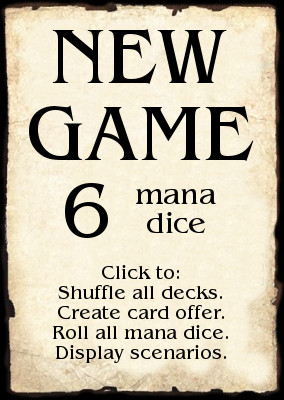 NEW
GAME
6 mana
dice
Click to:
Shuffle all decks.
Create card offer.
Roll all mana dice.
Display scenarios.